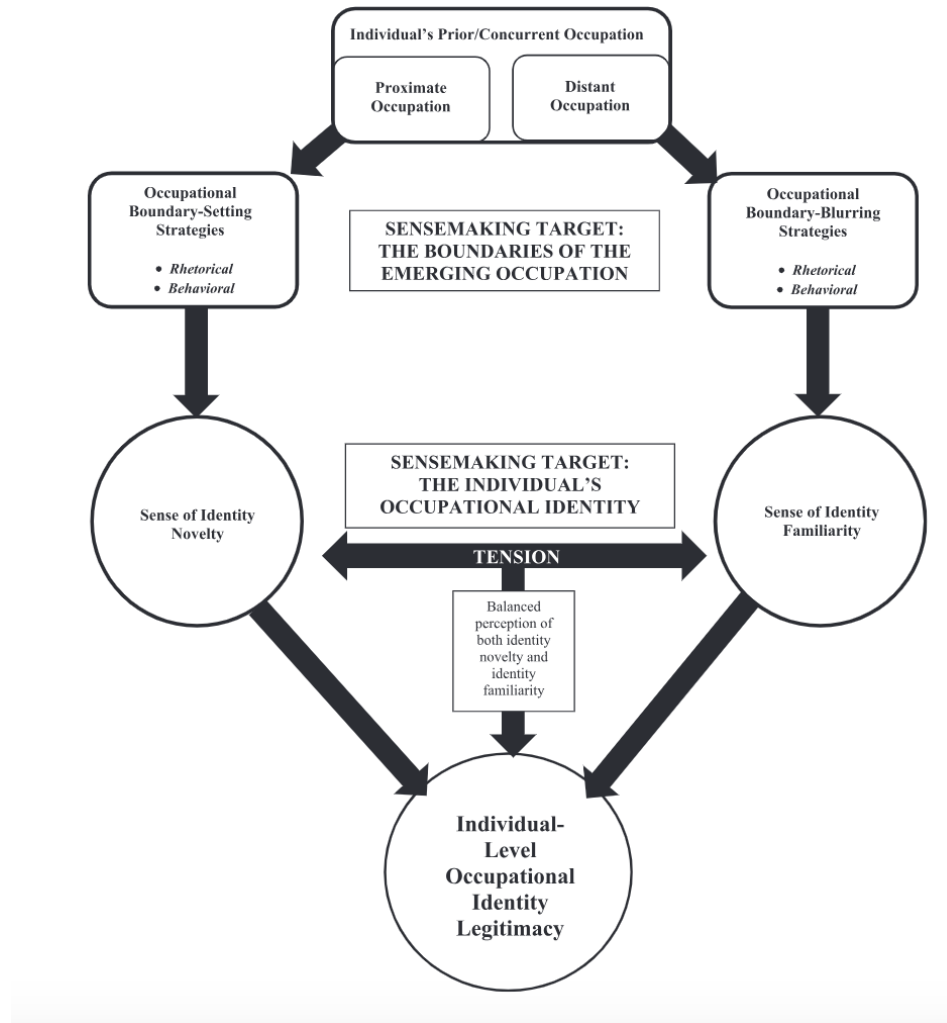 Individual's Prior/Concurrent Occupation
Proximate
Occupation
Distant
Occupation
Occupational
Boundary-Setting
Strategies
• Rhetorical
• Behavioral
SENSEMAKING TARGET:
THE BOUNDARIES OF THE
EMERGING OCCUPATION
Occupational
Boundary-Blurring
Strategies
• Rhetorical
• Behavioral
Sense of Identity
Novelty
SENSEMAKING TARGET:
THE INDIVIDUAL'S
OCCUPATIONAL IDENTITY
Sense of Identity
Familiarity
TENSION
Balanced
perception of
both identity
novelty and
identity
familiarity
Individual-
Level
Occupational
Identity
Legitimacy